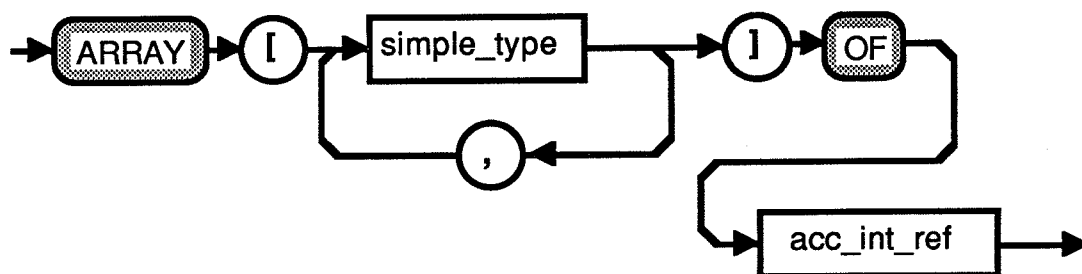 ARRAY [ simple_type ] OF
,
acc_int_ref